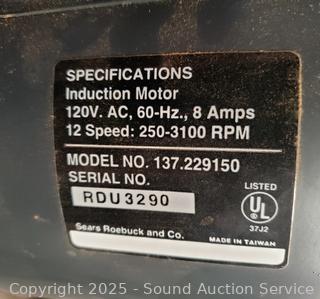 SPECIFICATIONS
Induction Motor
120V. AC, 60-Hz., 8 Amps
12 Speed: 250-3100 RPM
MODEL NO. 137.229150
SERIAL NO.
RDU3290
LISTED
UL
37J2
Sears Roebuck and Co.
MADE IN TAIWAN
Copyright © 2025 - Sound Auction Service